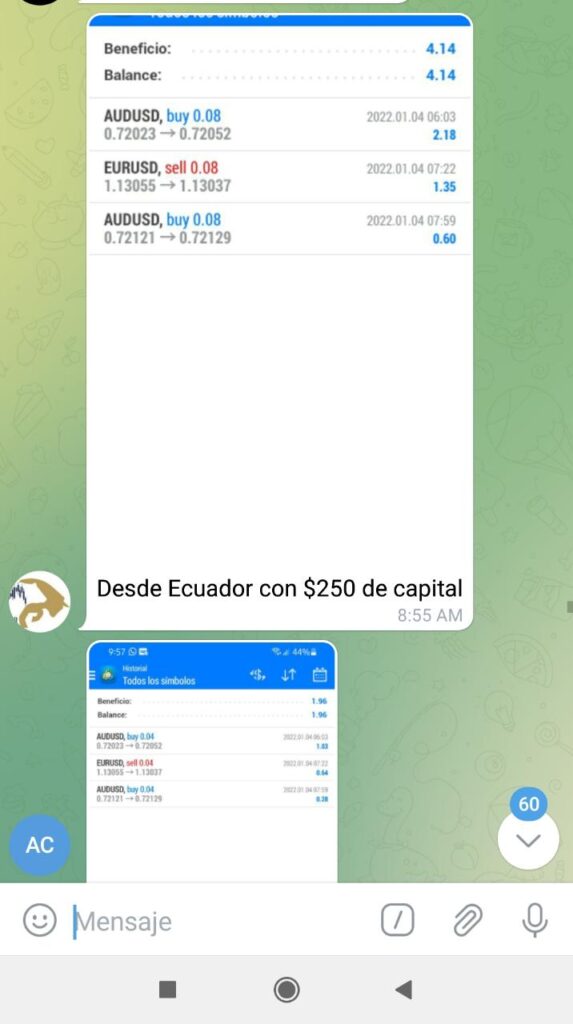 Beneficio: 4.14
Balance: 4.14
AUDUSD, buy 0.08 2022.01.04 06:03
0.72023 → 0.72052 2.18
EURUSD, sell 0.08 2022.01.04 07:22
1.13055 → 1.13037 1.35
AUDUSD, buy 0.08 2022.01.04 07:59
0.72121 → 0.72129 0.60
Desde Ecuador con $250 de capital
8:55 AM
9:57 44%
Historial
Todos los símbolos
Beneficio: 1.96
Balance: 1.96
AUDUSD, buy 0.04 2022.01.04 06:03
0.72023 → 0.72052 1.03
EURUSD, sell 0.04 2022.01.04 07:22
1.13055 → 1.13037 0.64
AUDUSD, buy 0.04 2022.01.04 07:59
0.72121 → 0.72129 0.28
60
AC
Mensaje